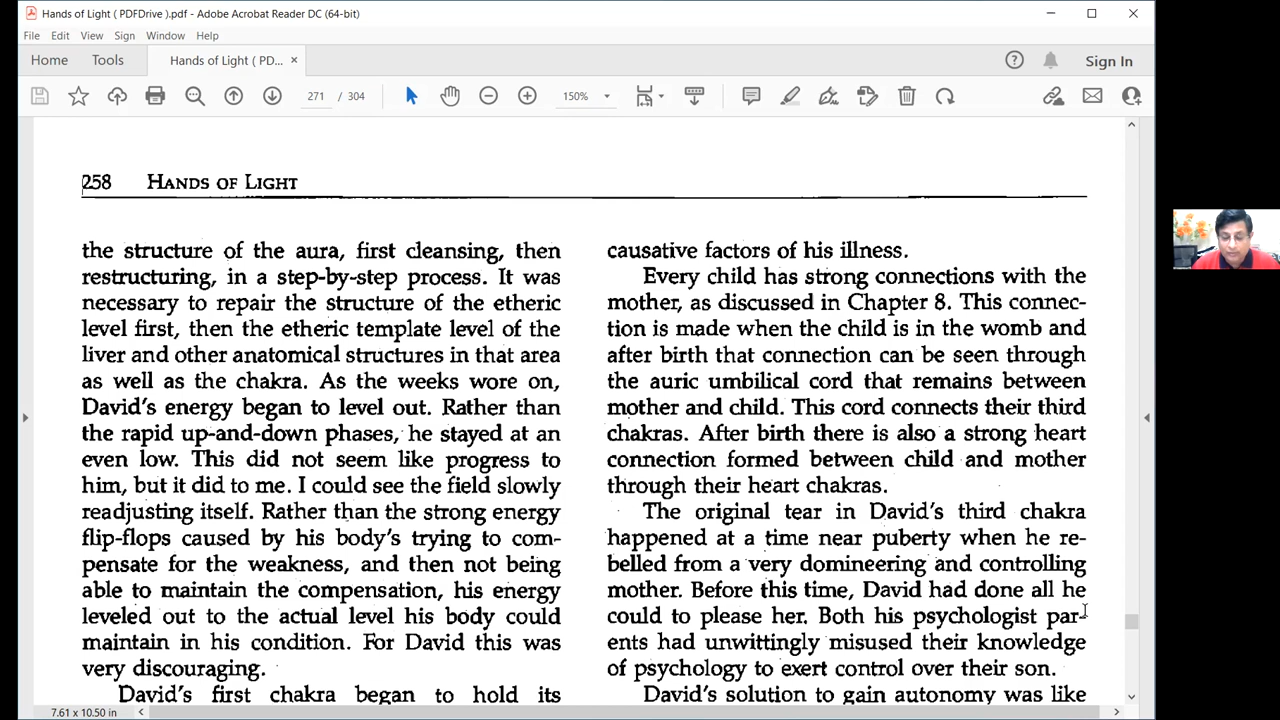 Hands of Light ( PDFDrive ).pdf - Adobe Acrobat Reader DC (64-bit)
File Edit View Sign Window Help
Home Tools Hands of Light ( PD... × Sign In
271 / 304 150%
258 HANDS OF LIGHT
the structure of the aura, first cleansing, then
restructuring, in a step-by-step process. It was
necessary to repair the structure of the etheric
level first, then the etheric template level of the
liver and other anatomical structures in that area
as well as the chakra. As the weeks wore on,
David's energy began to level out. Rather than
the rapid up-and-down phases, he stayed at an
even low. This did not seem like progress to
him, but it did to me. I could see the field slowly
readjusting itself. Rather than the strong energy
flip-flops caused by his body's trying to com-
pensate for the weakness, and then not being
able to maintain the compensation, his energy
leveled out to the actual level his body could
maintain in his condition. For David this was
very discouraging.
David's first chakra began to hold its
causative factors of his illness.
Every child has strong connections with the
mother, as discussed in Chapter 8. This connec-
tion is made when the child is in the womb and
after birth that connection can be seen through
the auric umbilical cord that remains between
mother and child. This cord connects their third
chakras. After birth there is also a strong heart
connection formed between child and mother
through their heart chakras.
The original tear in David's third chakra
happened at a time near puberty when he re-
belled from a very domineering and controlling
mother. Before this time, David had done all he
could to please her. Both his psychologist par-
ents had unwittingly misused their knowledge
of psychology to exert control over their son.
David's solution to gain autonomy was like
7.61 x 10.50 in